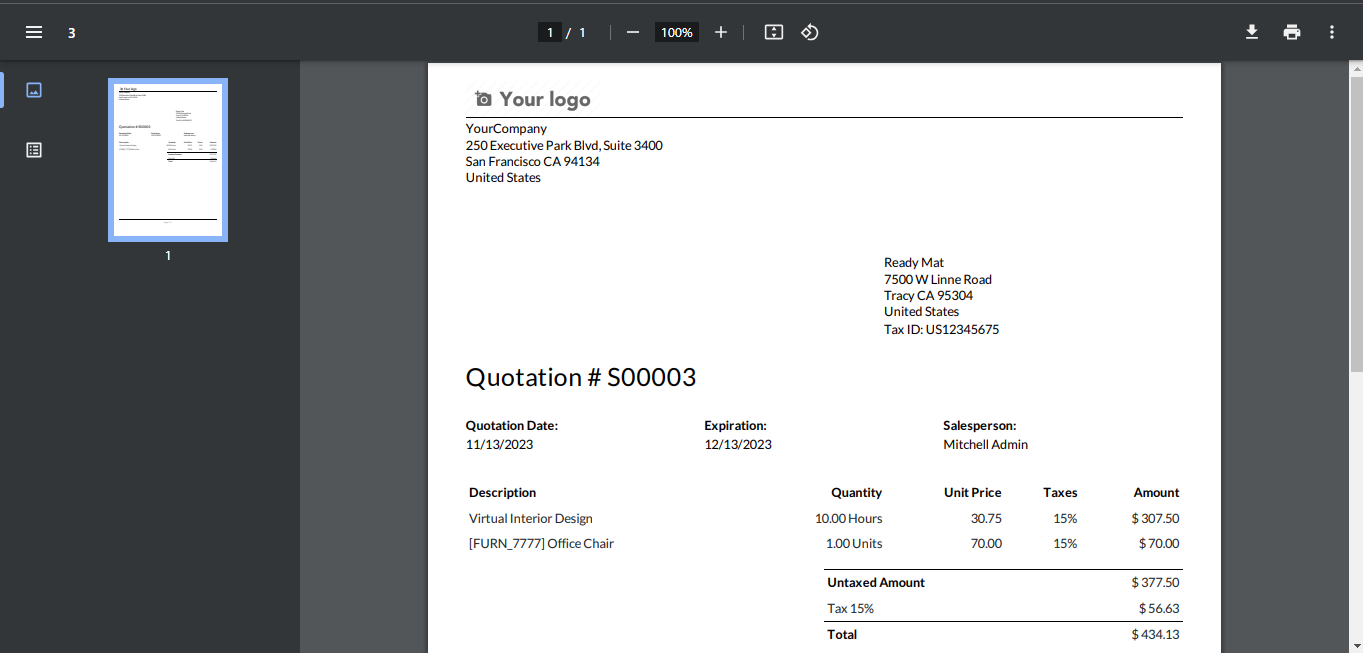 3
1 / 1
100%
1
Your logo
YourCompany
250 Executive Park Blvd, Suite 3400
San Francisco CA 94134
United States
Ready Mat
7500 W Linne Road
Tracy CA 95304
United States
Tax ID: US12345675
Quotation # S00003
Quotation Date: Expiration: Salesperson:
11/13/2023 12/13/2023 Mitchell Admin
Description Quantity Unit Price Taxes Amount
Virtual Interior Design 10.00 Hours 30.75 15% $ 307.50
[FURN_7777] Office Chair 1.00 Units 70.00 15% $ 70.00
Untaxed Amount $ 377.50
Tax 15% $ 56.63
Total $ 434.13